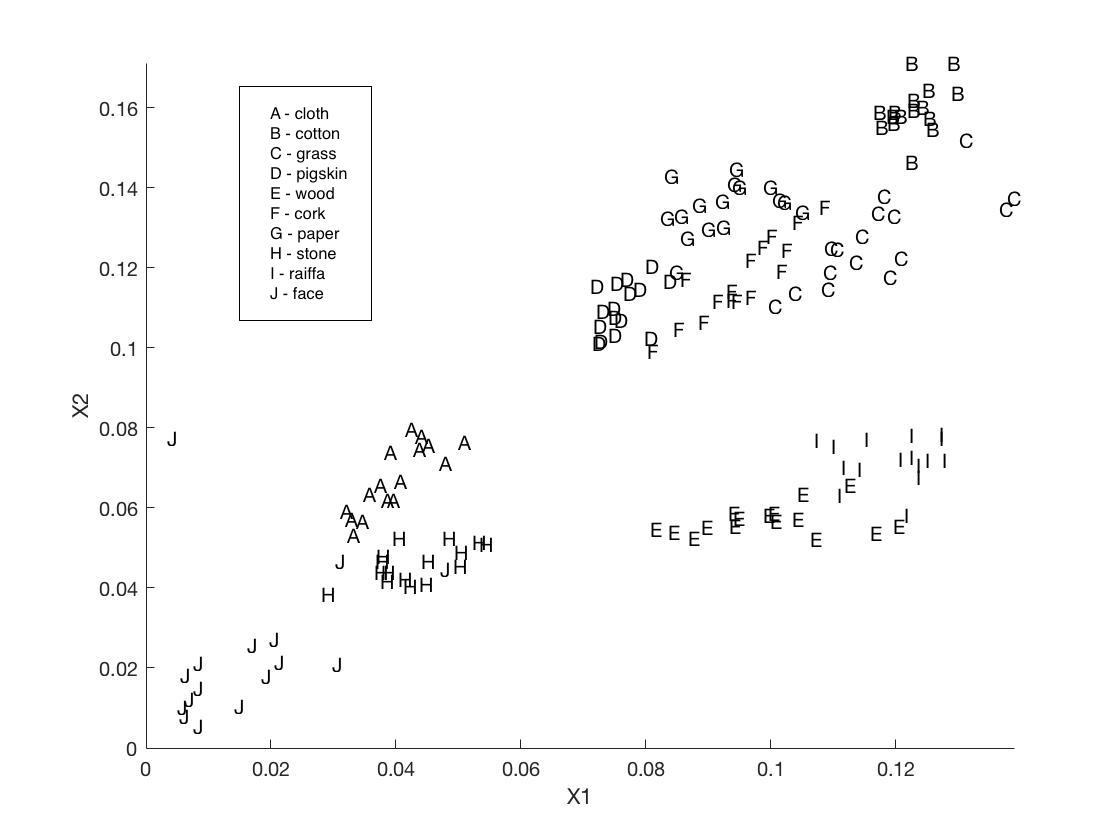 0.16
0.14
0.12
0.1
0.08
0.06
0.04
0.02
0
X2
A - cloth
B - cotton
C - grass
D - pigskin
E - wood
F - cork
G - paper
H - stone
I - raiffa
J - face
0 0.02 0.04 0.06 0.08 0.1 0.12
X1